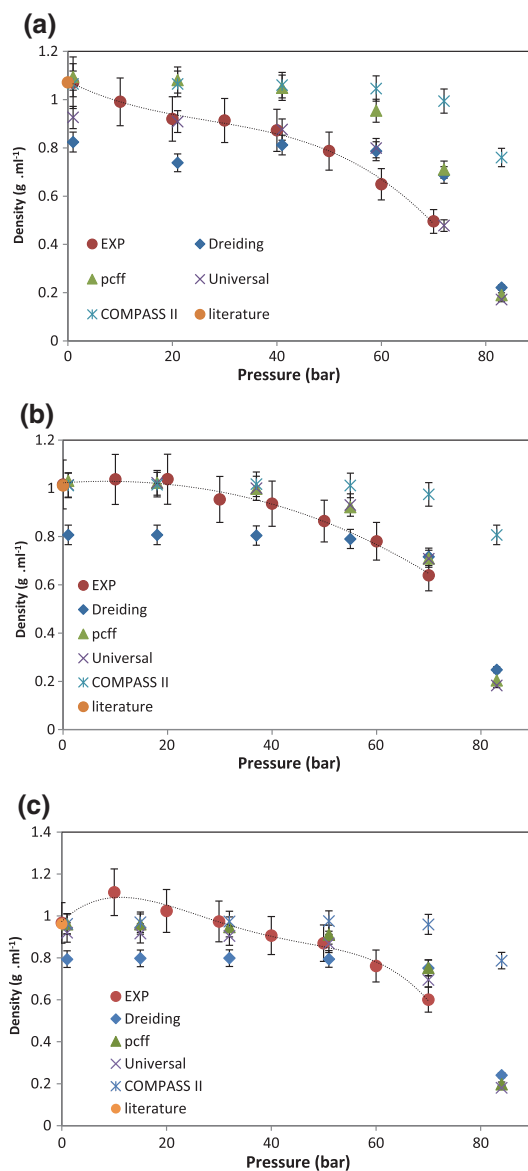 (a)
1.2
1
0.8
0.6
0.4
0.2
0
Density (g .ml⁻¹)
EXP
Dreiding
pcff
Universal
COMPASS II
literature
0 20 40 60 80
Pressure (bar)
(b)
1.2
1
0.8
0.6
0.4
0.2
0
Density (g .ml⁻¹)
EXP
Dreiding
pcff
Universal
COMPASS II
literature
0 20 40 60 80
Pressure (bar)
(c)
1.4
1.2
1
0.8
0.6
0.4
0.2
0
Density (g .ml⁻¹)
EXP
Dreiding
pcff
Universal
COMPASS II
literature
0 20 40 60 80
Pressure (bar)